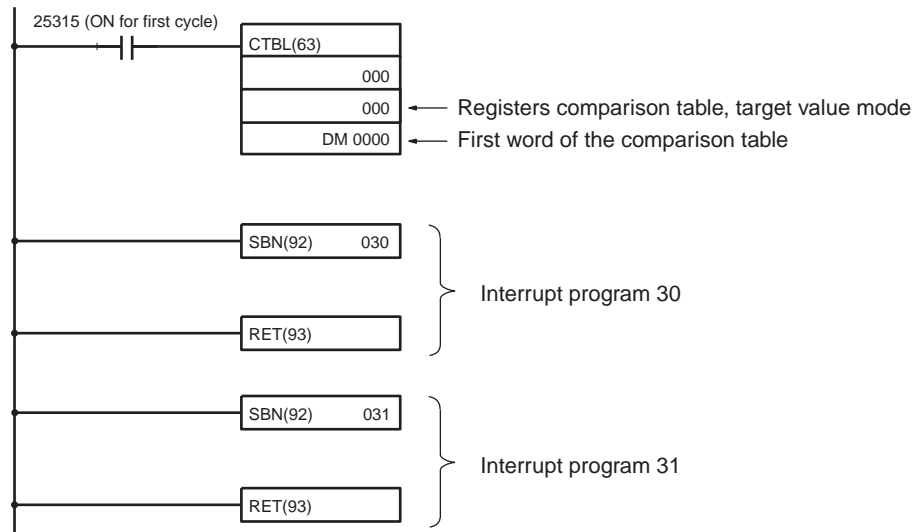 25315 (ON for first cycle)
CTBL(63)
000
000
Registers comparison table, target value mode
DM 0000
First word of the comparison table
SBN(92) 030
Interrupt program 30
RET(93)
SBN(92) 031
Interrupt program 31
RET(93)